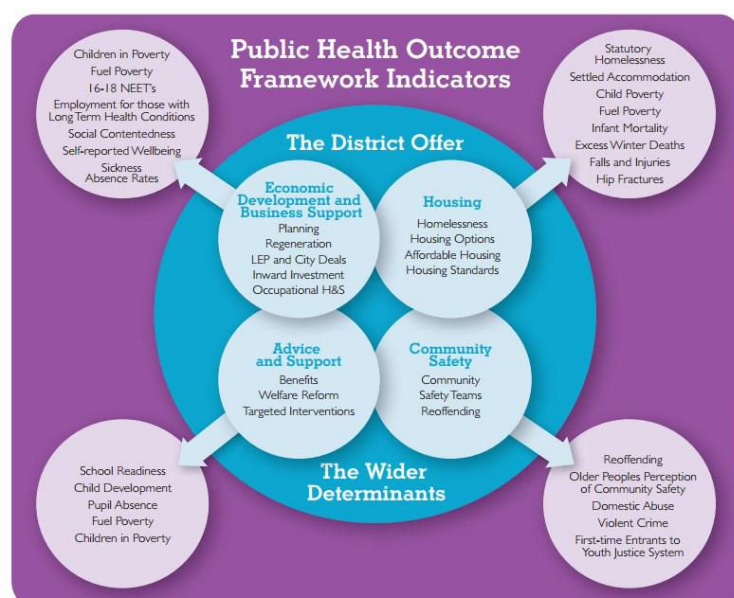 Public Health Outcome
Framework Indicators
Children in Poverty
Fuel Poverty
16-18 NEET's
Employment for those with
Long Term Health Conditions
Social Contentedness
Self-reported Wellbeing
Sickness
Absence Rates
Statutory
Homelessness
Settled Accommodation
Child Poverty
Fuel Poverty
Infant Mortality
Excess Winter Deaths
Falls and Injuries
Hip Fractures
The District Offer
Economic
Development and
Business Support
Planning
Regeneration
LEP and City Deals
Inward Investment
Occupational H&S
Housing
Homelessness
Housing Options
Affordable Housing
Housing Standards
Advice
and Support
Benefits
Welfare Reform
Targeted Interventions
Community
Safety
Community
Safety Teams
Reoffending
The Wider
Determinants
School Readiness
Child Development
Pupil Absence
Fuel Poverty
Children in Poverty
Reoffending
Older Peoples Perception
of Community Safety
Domestic Abuse
Violent Crime
First-time Entrants to
Youth Justice System